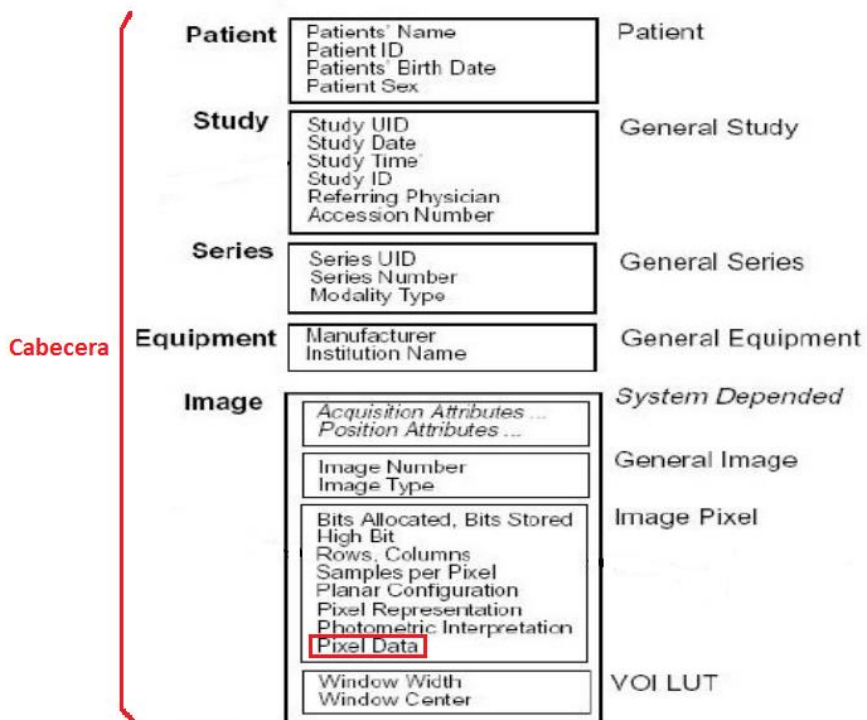 Cabecera
Patient
Patients' Name
Patient ID
Patients' Birth Date
Patient Sex
Patient
Study
Study UID
Study Date
Study Time'
Study ID
Referring Physician
Accession Number
General Study
Series
Series UID
Series Number
Modality Type
General Series
Equipment
Manufacturer
Institution Name
General Equipment
Image
Acquisition Attributes ...
Position Attributes ...
System Depended
Image Number
Image Type
General Image
Bits Allocated, Bits Stored
High Bit
Rows, Columns
Samples per Pixel
Planar Configuration
Pixel Representation
Photometric Interpretation
Pixel Data
Image Pixel
Window Width
Window Center
VOI LUT